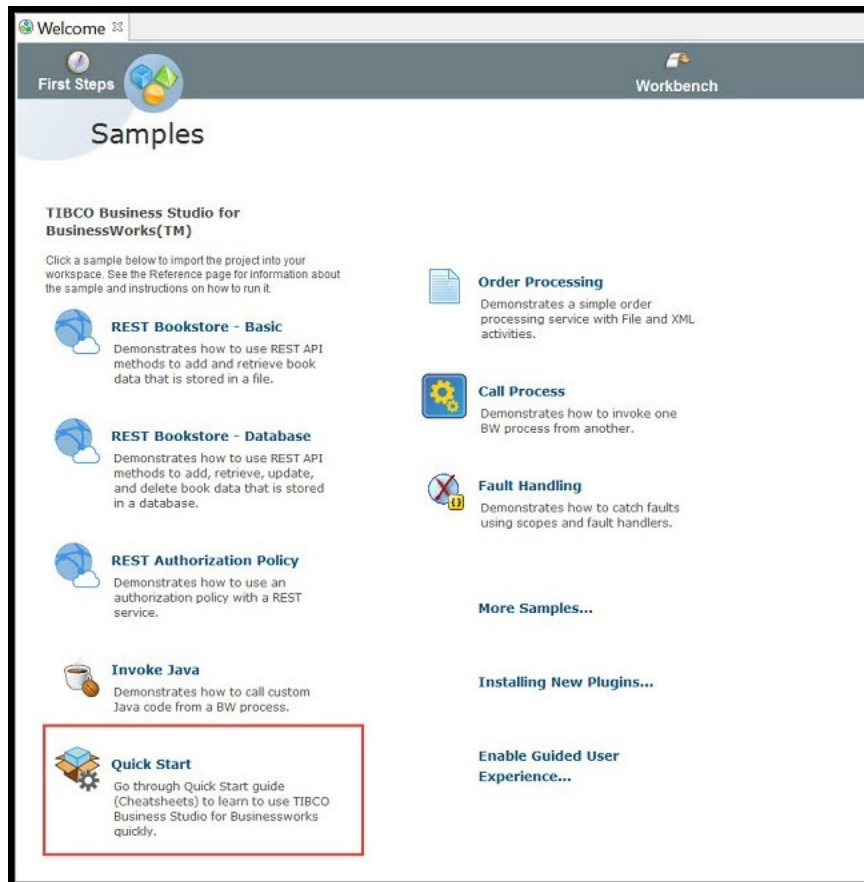 Welcome
First Steps
Workbench
Samples
TIBCO Business Studio for
BusinessWorks(TM)
Click a sample below to import the project into your
workspace. See the Reference page for information about
the sample and instructions on how to run it.
REST Bookstore - Basic
Demonstrates how to use REST API
methods to add and retrieve book
data that is stored in a file.
REST Bookstore - Database
Demonstrates how to use REST API
methods to add, retrieve, update,
and delete book data that is stored
in a database.
REST Authorization Policy
Demonstrates how to use an
authorization policy with a REST
service.
Invoke Java
Demonstrates how to call custom
Java code from a BW process.
Quick Start
Go through Quick Start guide
(Cheatsheets) to learn to use TIBCO
Business Studio for Businessworks
quickly.
Order Processing
Demonstrates a simple order
processing service with File and XML
activities.
Call Process
Demonstrates how to invoke one
BW process from another.
Fault Handling
Demonstrates how to catch faults
using scopes and fault handlers.
More Samples...
Installing New Plugins...
Enable Guided User
Experience...